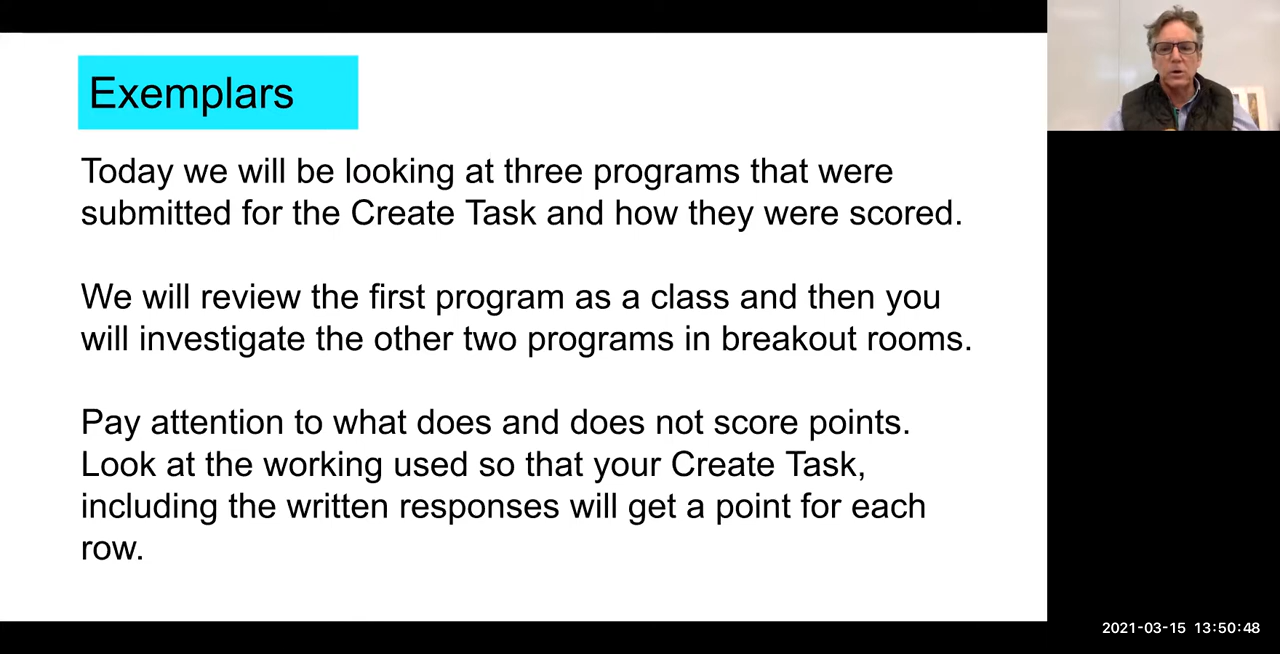 Exemplars
Today we will be looking at three programs that were
submitted for the Create Task and how they were scored.
We will review the first program as a class and then you
will investigate the other two programs in breakout rooms.
Pay attention to what does and does not score points.
Look at the working used so that your Create Task,
including the written responses will get a point for each
row.
2021-03-15 13:50:48